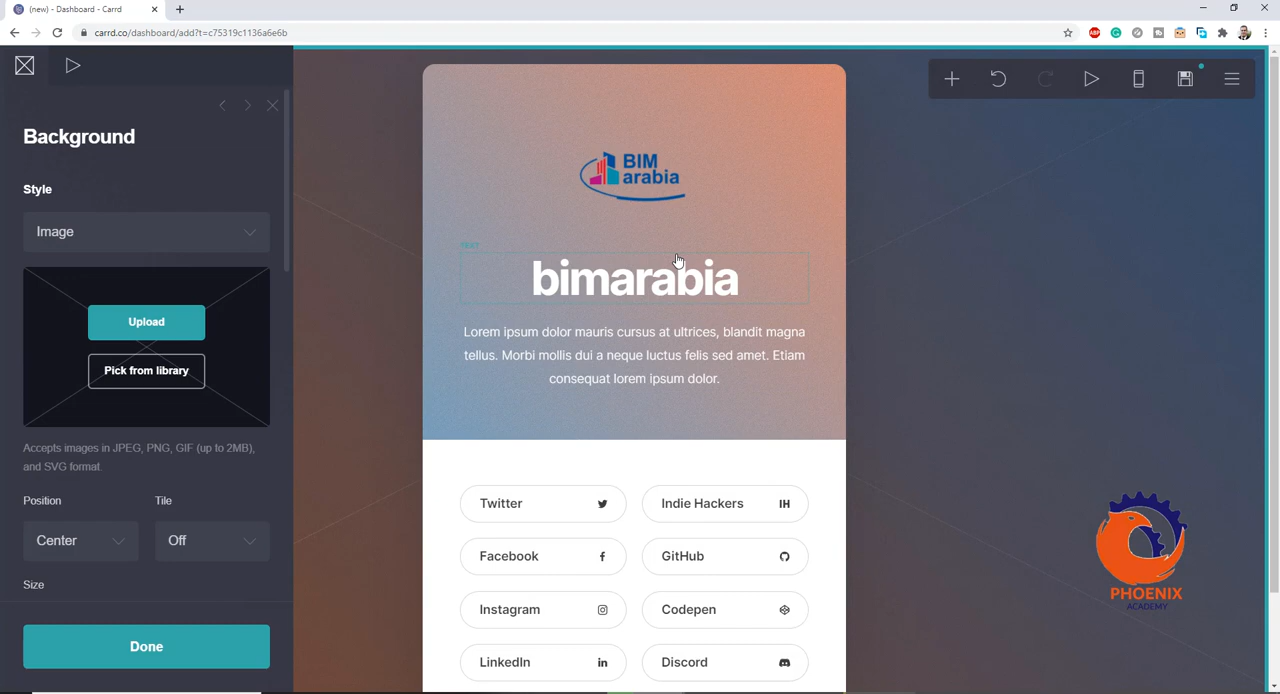 (new) - Dashboard - Carrd
carrd.co/dashboard/add?t=c75319c1136a6e6b
ABP
Background
Style
Image
Upload
Pick from library
Accepts images in JPEG, PNG, GIF (up to 2MB),
and SVG format.
Position
Tile
Center
Off
Size
Done
BIM
arabia
TEXT
bimarabia
Lorem ipsum dolor mauris cursus at ultrices, blandit magna
tellus. Morbi mollis dui a neque luctus felis sed amet. Etiam
consequat lorem ipsum dolor.
Twitter
Indie Hackers IH
Facebook
GitHub
Instagram
Codepen
LinkedIn in
Discord
PHOENIX
ACADEMY